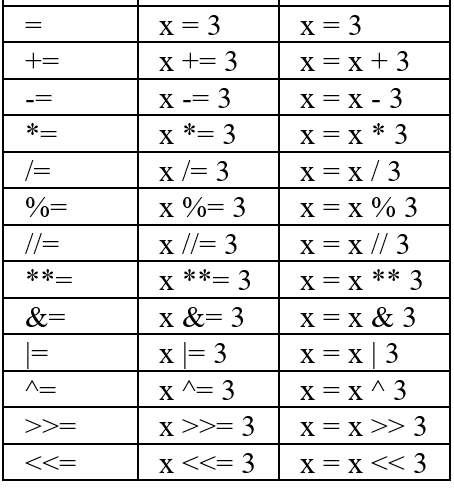 = x = 3 x = 3
+= x += 3 x = x + 3
-= x -= 3 x = x - 3
*= x *= 3 x = x * 3
/= x /= 3 x = x / 3
%= x %= 3 x = x % 3
//= x //= 3 x = x // 3
**= x **= 3 x = x ** 3
&= x &= 3 x = x & 3
|= x |= 3 x = x | 3
^= x ^= 3 x = x ^ 3
>>= x >>= 3 x = x >> 3
<<= x <<= 3 x = x << 3